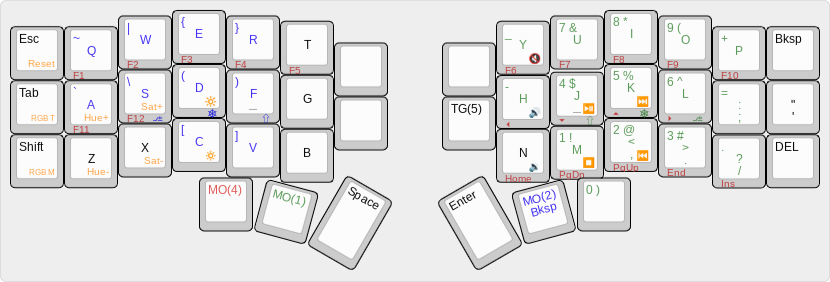 Esc
Reset
~
Q
F1
|
W
F2
{
E
F3
}
R
F4
T
F5
_
Y
F6
7 &
U
F7
8 *
I
F8
9 (
O
F9
+
P
F10
Bksp
Tab
RGB T
`
A
Hue+
F11
\
S
Sat+
F12
(
D
)
F
_
G
TG(5)
-
H
4 $
J
_
5 %
K
6 ^
L
=
:
;
"
'
Shift
RGB M
Z
Hue-
X
Sat-
[
C
]
V
B
N
Home
1 !
M
PgDn
2 @
<
,
PgUp
3 #
>
.
End
.
?
/
Ins
DEL
MO(4)
MO(1)
Space
Enter
MO(2)
Bksp
0 )